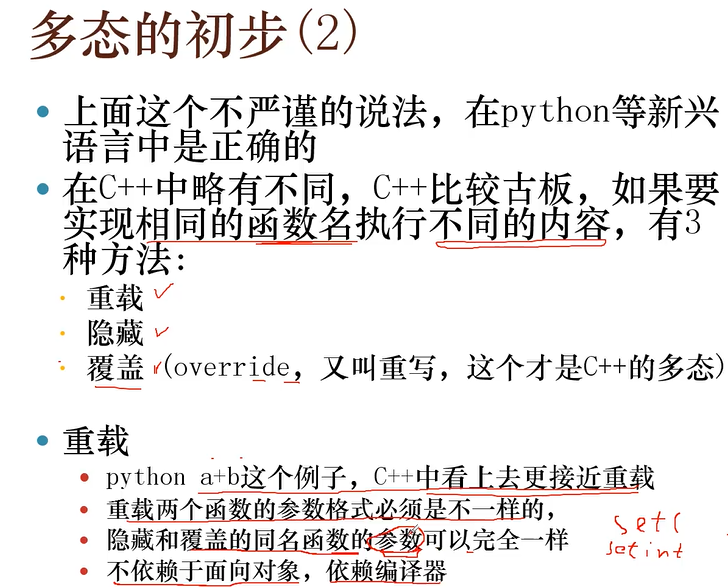 多态的初步(2)
上面这个不严谨的说法，在python等新兴
语言中是正确的
在C++中略有不同，C++比较古板，如果要
实现相同的函数名执行不同的内容，有3
种方法：
重载
隐藏
覆盖(override，又叫重写，这个才是C++的多态)
重载
python a+b这个例子，C++中看上去更接近重载
重载两个函数的参数格式必须是不一样的，
隐藏和覆盖的同名函数的参数可以完全一样
set(
set int
不依赖于面向对象，依赖编译器